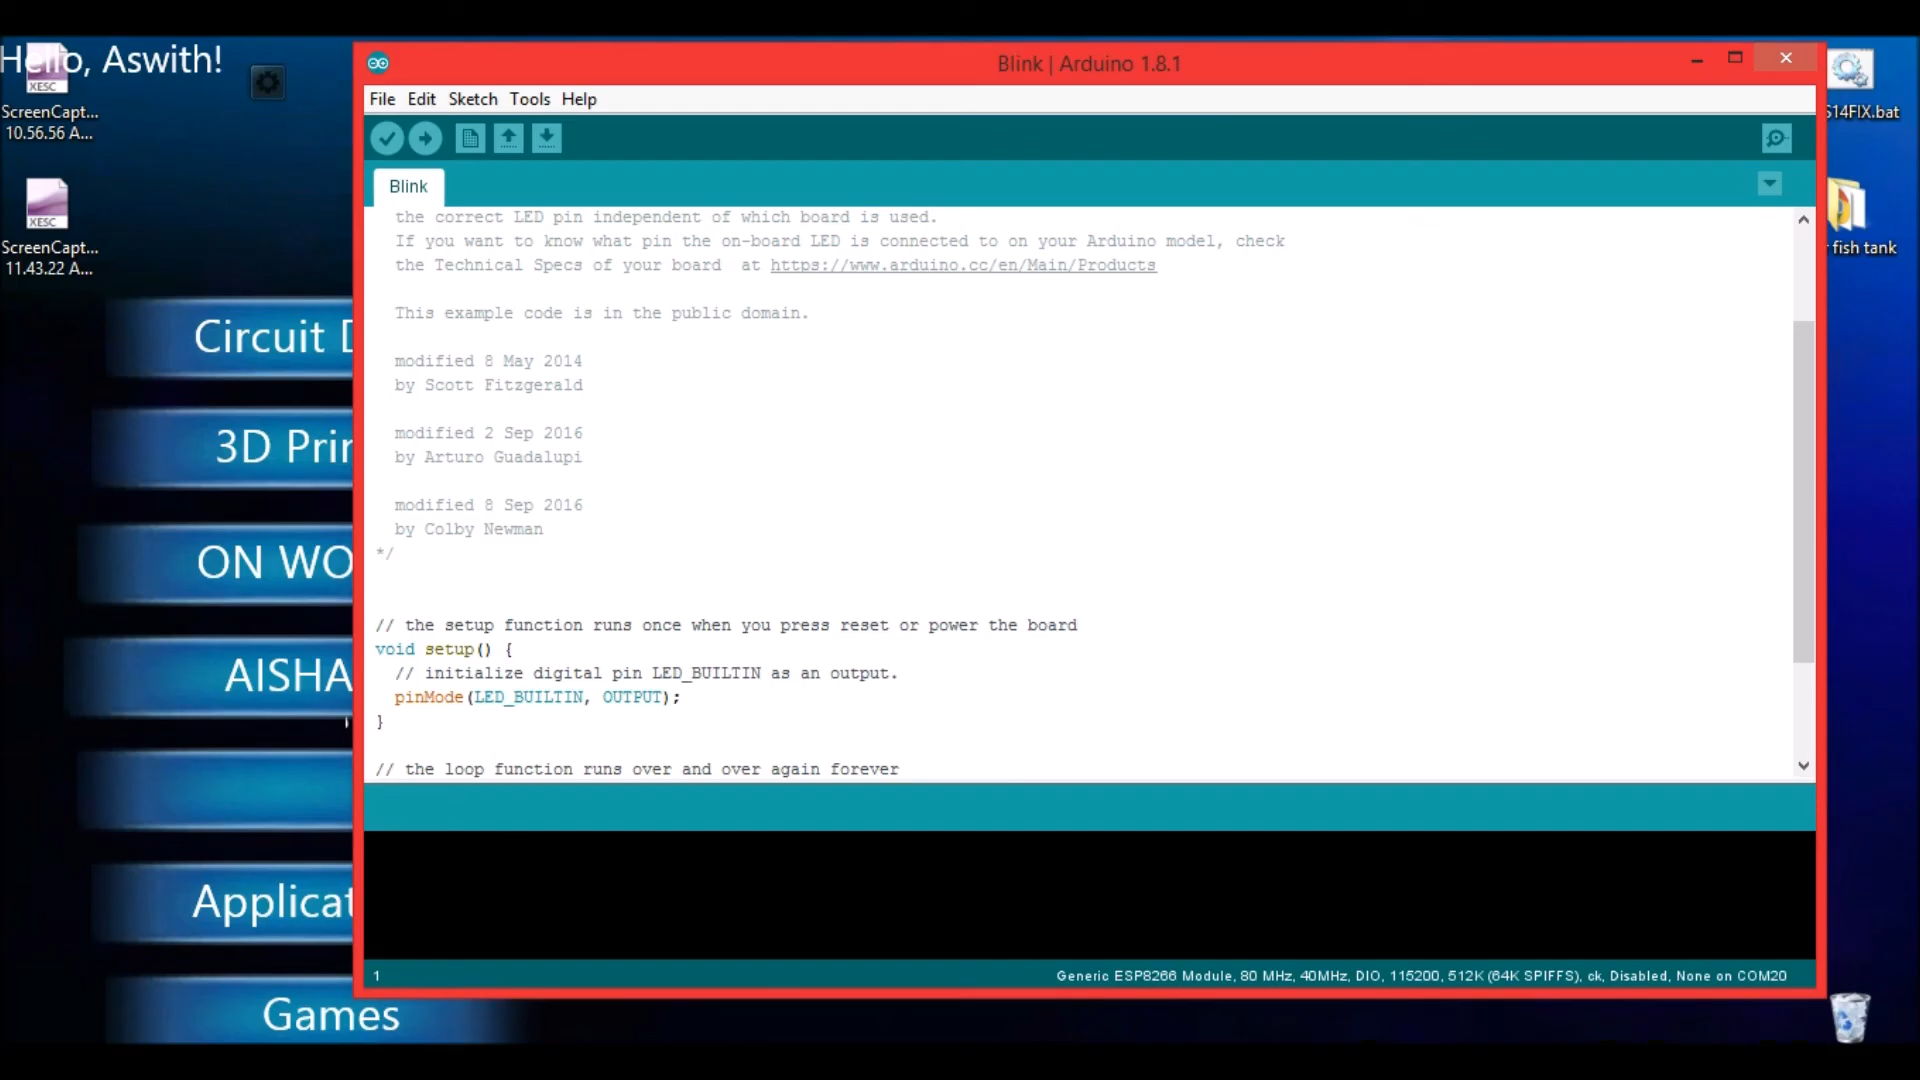 Hello, Aswith!
XESC
ScreenCapt...
10.56.56 A...
XESC
ScreenCapt...
11.43.22 A...
Circuit D
3D Prin
ON WO
AISHA
Applicat
Games
Blink | Arduino 1.8.1
File Edit Sketch Tools Help
Blink
the correct LED pin independent of which board is used.
If you want to know what pin the on-board LED is connected to on your Arduino model, check
the Technical Specs of your board  at https://www.arduino.cc/en/Main/Products
This example code is in the public domain.
modified 8 May 2014
by Scott Fitzgerald
modified 2 Sep 2016
by Arturo Guadalupi
modified 8 Sep 2016
by Colby Newman
*/
// the setup function runs once when you press reset or power the board
void setup() {
// initialize digital pin LED_BUILTIN as an output.
pinMode(LED_BUILTIN, OUTPUT);
}
// the loop function runs over and over again forever
1
Generic ESP8266 Module, 80 MHz, 40MHz, DIO, 115200, 512K (64K SPIFFS), ck, Disabled, None on COM20
S14FIX.bat
r fish tank